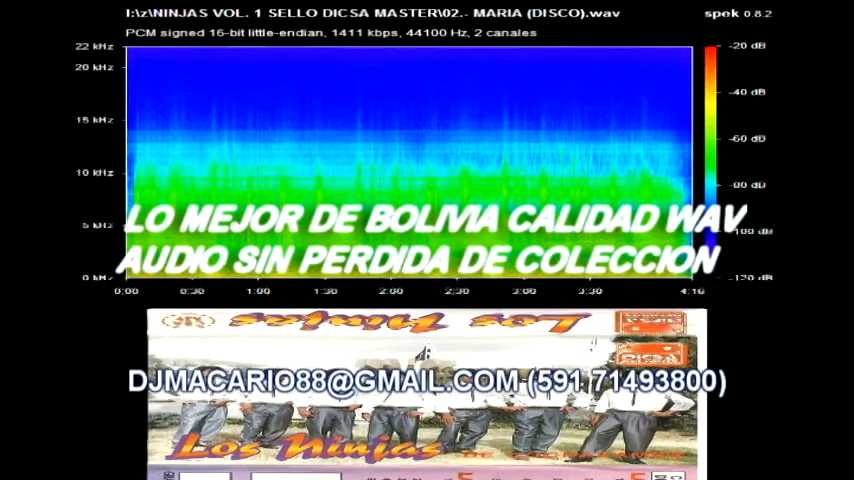 I:\z\NINJAS VOL. 1 SELLO DICSA MASTER\02.- MARIA (DISCO).wav
spek 0.8.2
PCM signed 16-bit little-endian, 1411 kbps, 44100 Hz, 2 canales
22 kHz
20 kHz
15 kHz
10 kHz
5 kHz
0 kHz
-20 dB
-40 dB
-60 dB
-80 dB
-100 dB
-120 dB
0:00 0:30 1:00 1:30 2:00 2:30 3:00 3:30 4:10
LO MEJOR DE BOLIVIA CALIDAD WAV
AUDIO SIN PERDIDA DE COLECCION
Los Ninjas
DICSA
DJMACARIO88@GMAIL.COM (591 71493800)
Los Ninjas